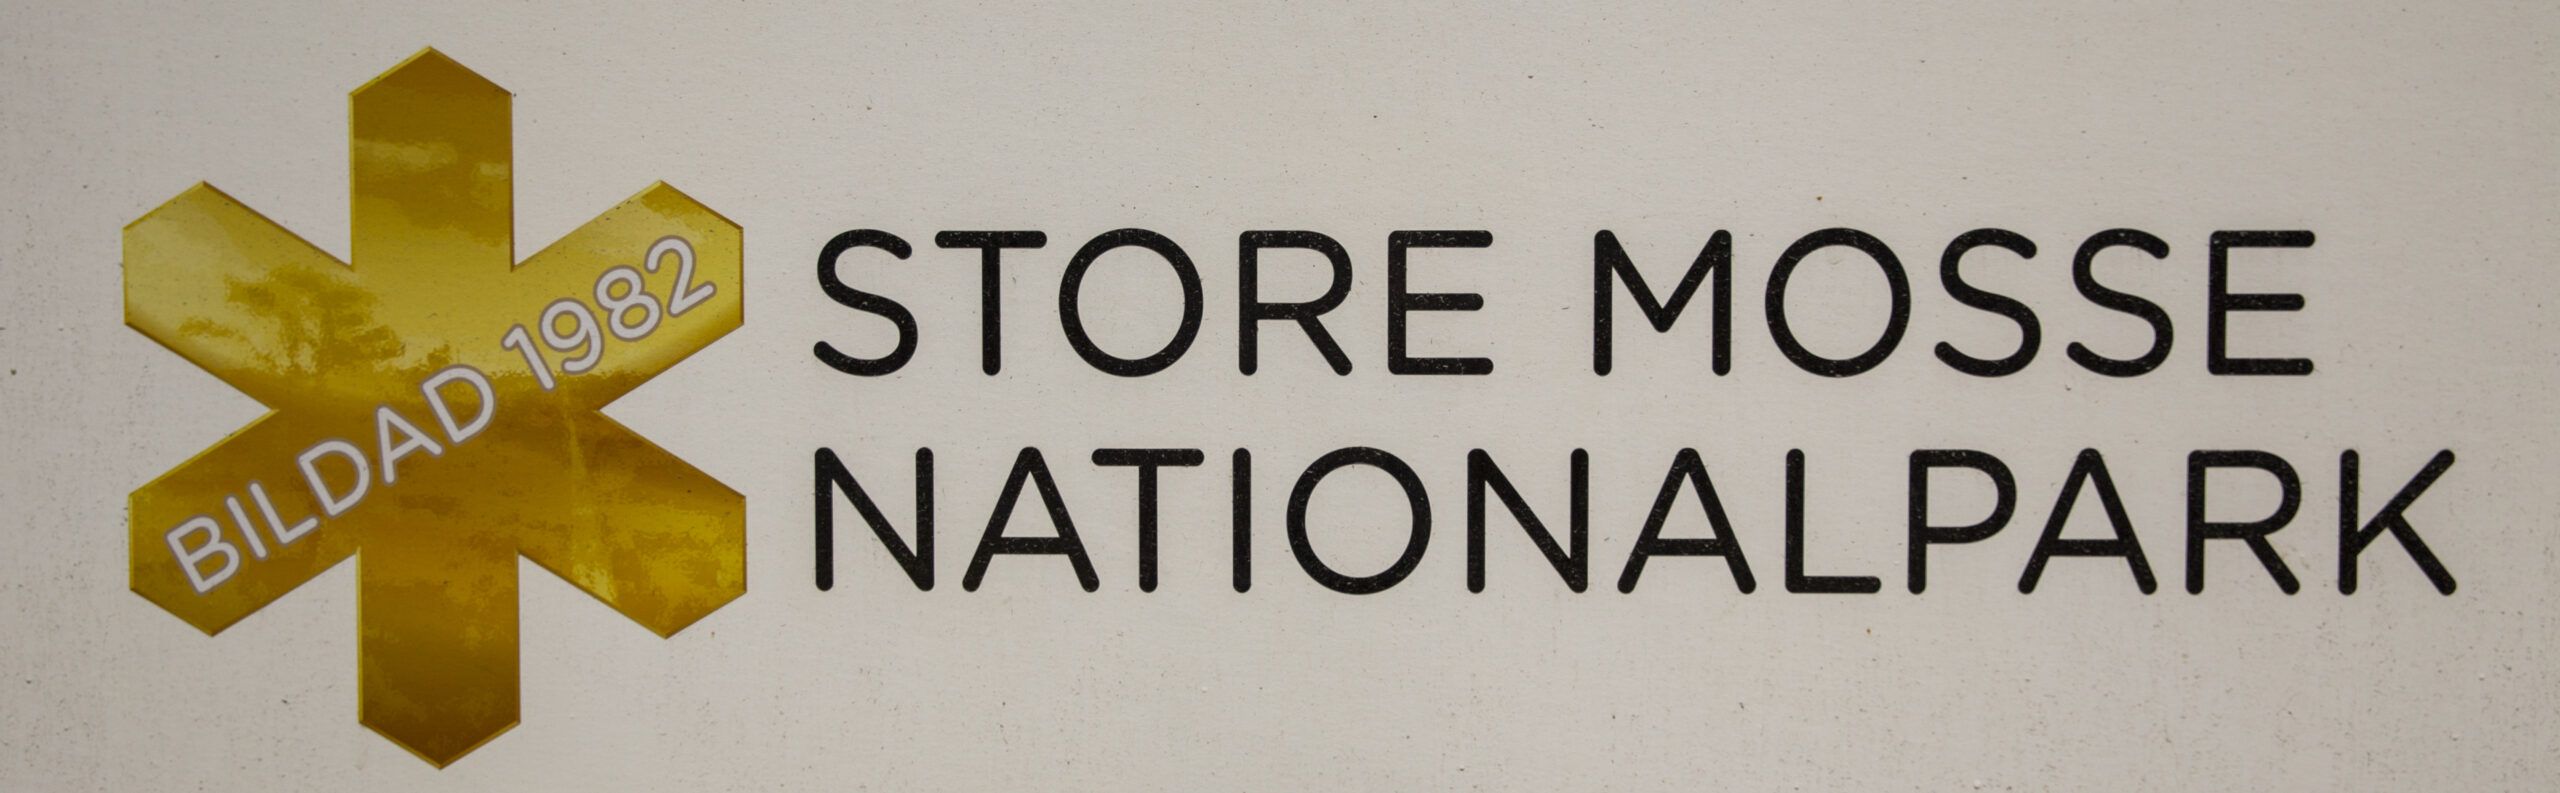 BILDAD 1982
STORE MOSSE
NATIONALPARK